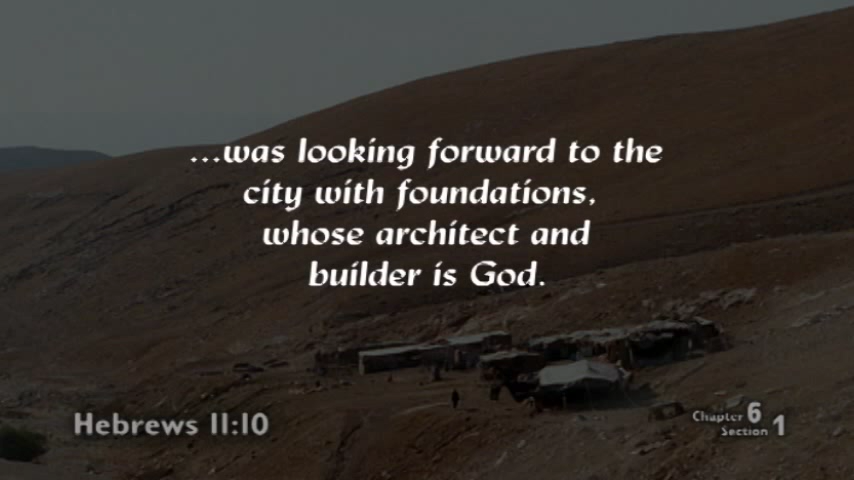 ...was looking forward to the
city with foundations,
whose architect and
builder is God.
Hebrews 11:10
Chapter 6
Section 1